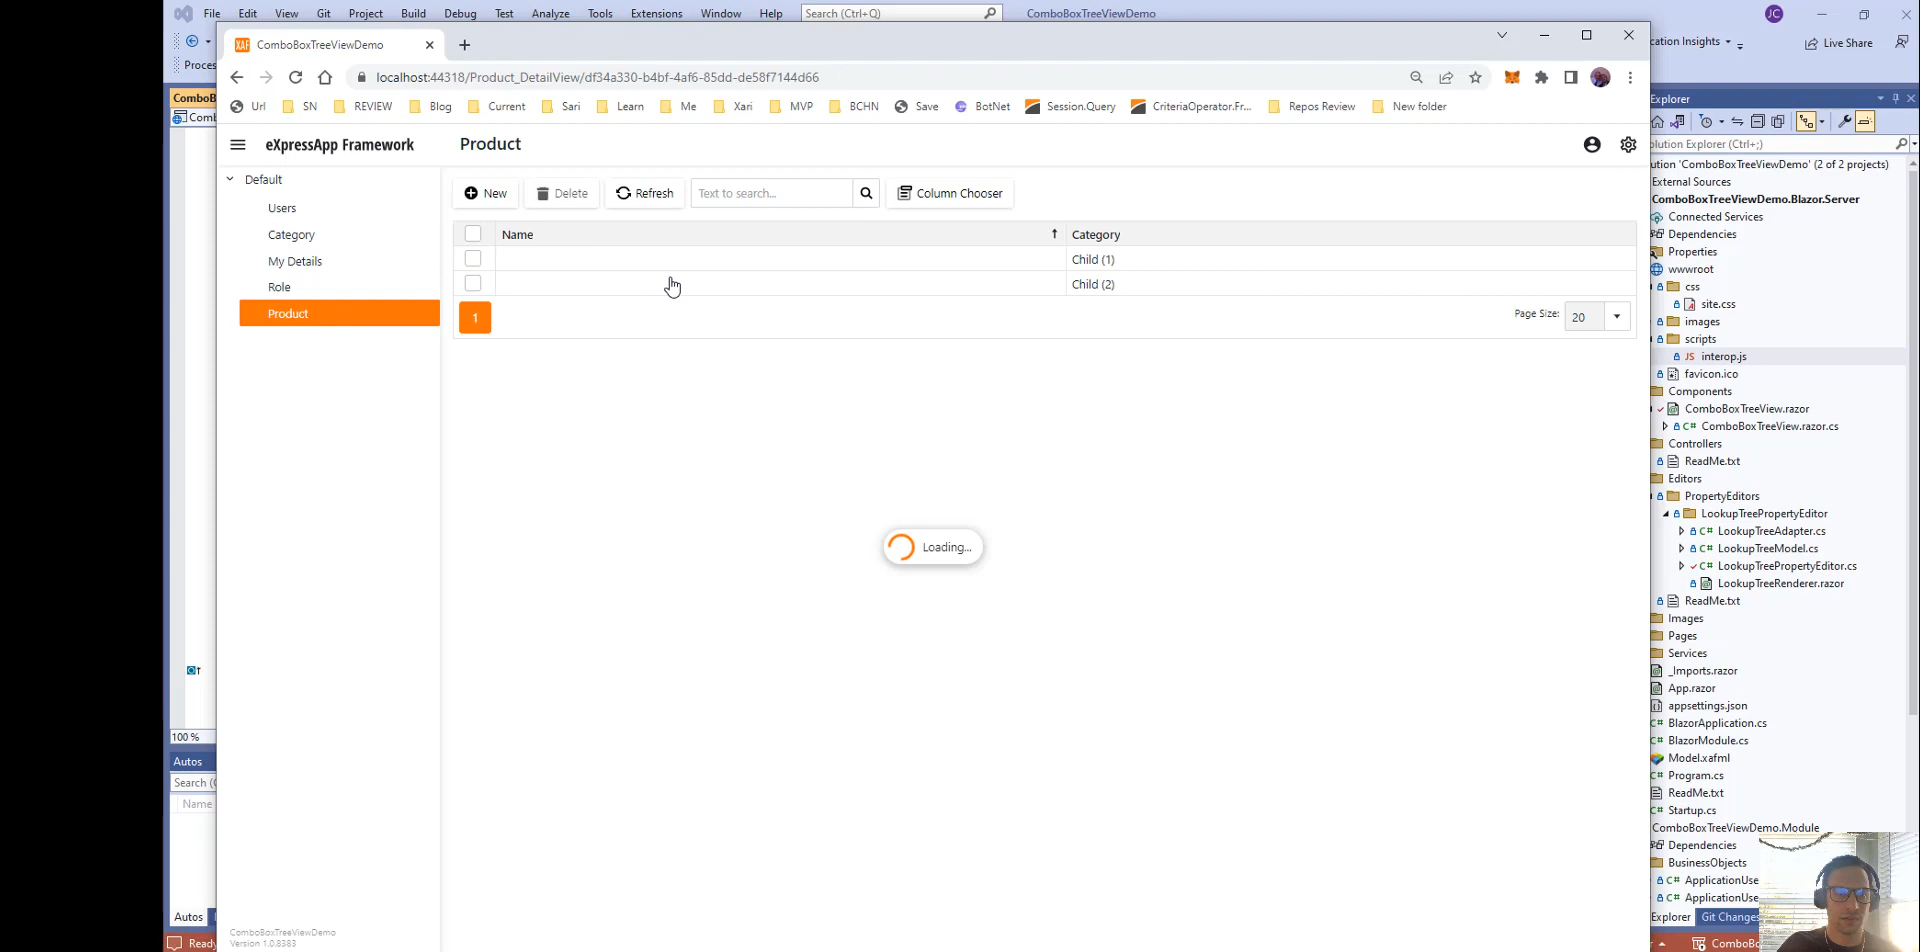 File Edit View Git Project Build Debug Test Analyze Tools Extensions Window Help Search (Ctrl+Q) ComboBoxTreeViewDemo JC
Live Share
ComboBoxTreeViewDemo
localhost:44318/Product_DetailView/df34a330-b4bf-4af6-85dd-de58f7144d66
Url SN REVIEW Blog Current Sari Learn Me Xari MVP BCHN Save BotNet Session.Query CriteriaOperator.Fr... Repos Review New folder
eXpressApp Framework
Product
Default
Users
Category
My Details
Role
Product
New Delete Refresh Text to search... Column Chooser
Name Category
Child (1)
Child (2)
1
Page Size: 20
Loading...
ComboBoxTreeViewDemo
Version 1.0.8383
100 %
Autos
Search (
Name
Autos
Ready
Explorer
olution Explorer (Ctrl+;)
ution 'ComboBoxTreeViewDemo' (2 of 2 projects)
External Sources
ComboBoxTreeViewDemo.Blazor.Server
Connected Services
Dependencies
Properties
wwwroot
css
site.css
images
scripts
JS interop.js
favicon.ico
Components
ComboBoxTreeView.razor
C# ComboBoxTreeView.razor.cs
Controllers
ReadMe.txt
Editors
PropertyEditors
LookupTreePropertyEditor
C# LookupTreeAdapter.cs
C# LookupTreeModel.cs
C# LookupTreePropertyEditor.cs
LookupTreeRenderer.razor
ReadMe.txt
Images
Pages
Services
_Imports.razor
App.razor
appsettings.json
BlazorApplication.cs
BlazorModule.cs
Model.xafml
Program.cs
ReadMe.txt
Startup.cs
ComboBoxTreeViewDemo.Module
Dependencies
BusinessObjects
C# ApplicationUse
C# ApplicationUse
Explorer Git Change
ComboBo